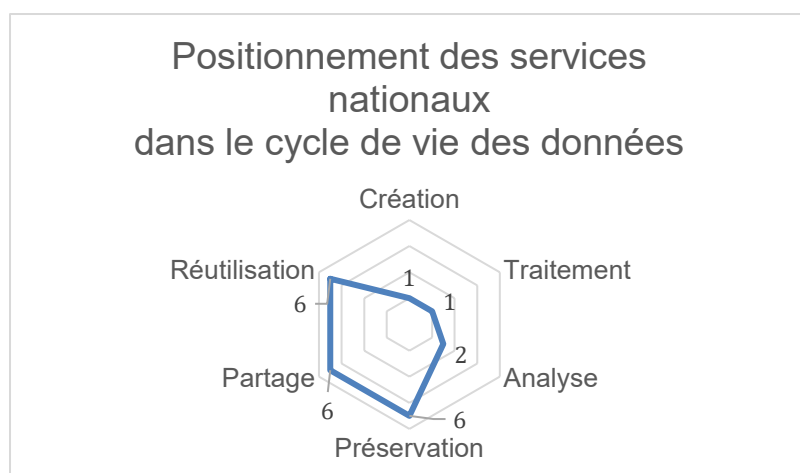 Positionnement des services
nationaux
dans le cycle de vie des données
Création
Réutilisation
Traitement
1
1
6
2
Partage
Analyse
6
6
Préservation